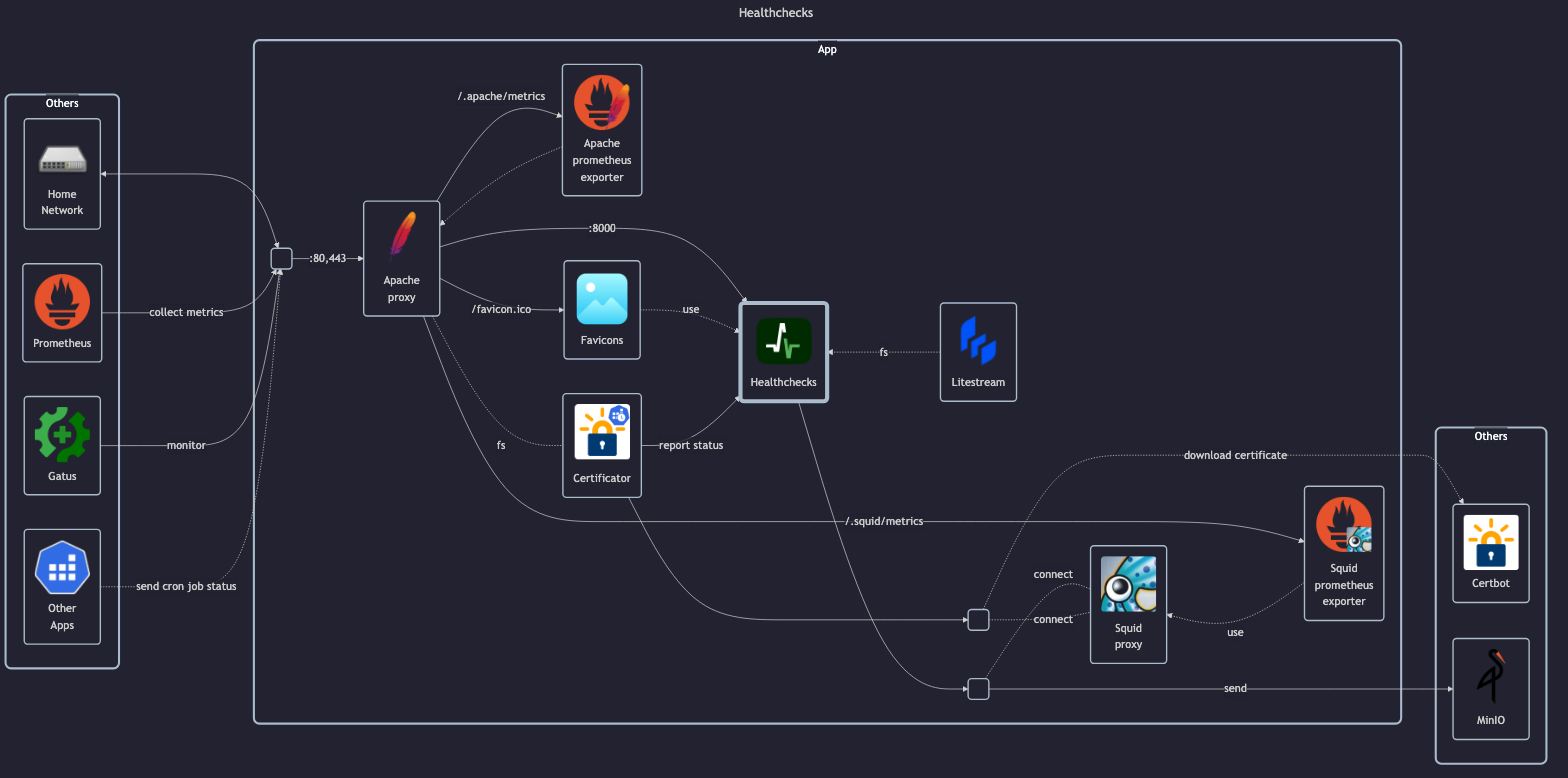 Healthchecks
App
Others
Home
Network
Prometheus
Gatus
Other
Apps
collect metrics
monitor
send cron job status
:80,443
Apache
proxy
/.apache/metrics
Apache
prometheus
exporter
:8000
/favicon.ico
Favicons
use
fs
Certificator
report status
Healthchecks
fs
Litestream
/.squid/metrics
download certificate
connect
connect
Squid
proxy
use
Squid
prometheus
exporter
send
Others
Certbot
MinIO